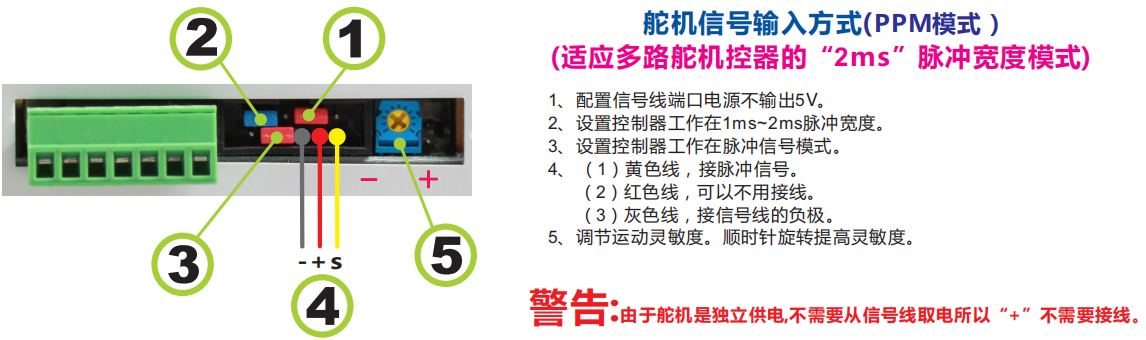 舵机信号输入方式(PPM模式)
(适应多路舵机控器的“2ms”脉冲宽度模式)
1、配置信号线端口电源不输出5V。
2、设置控制器工作在1ms~2ms脉冲宽度。
3、设置控制器工作在脉冲信号模式。
4、（1）黄色线，接脉冲信号。
（2）红色线，可以不用接线。
（3）灰色线，接信号线的负极。
5、调节运动灵敏度。顺时针旋转提高灵敏度。
警告:由于舵机是独立供电,不需要从信号线取电所以“+”不需要接线。
2
1
3
- + s
4
5
- +